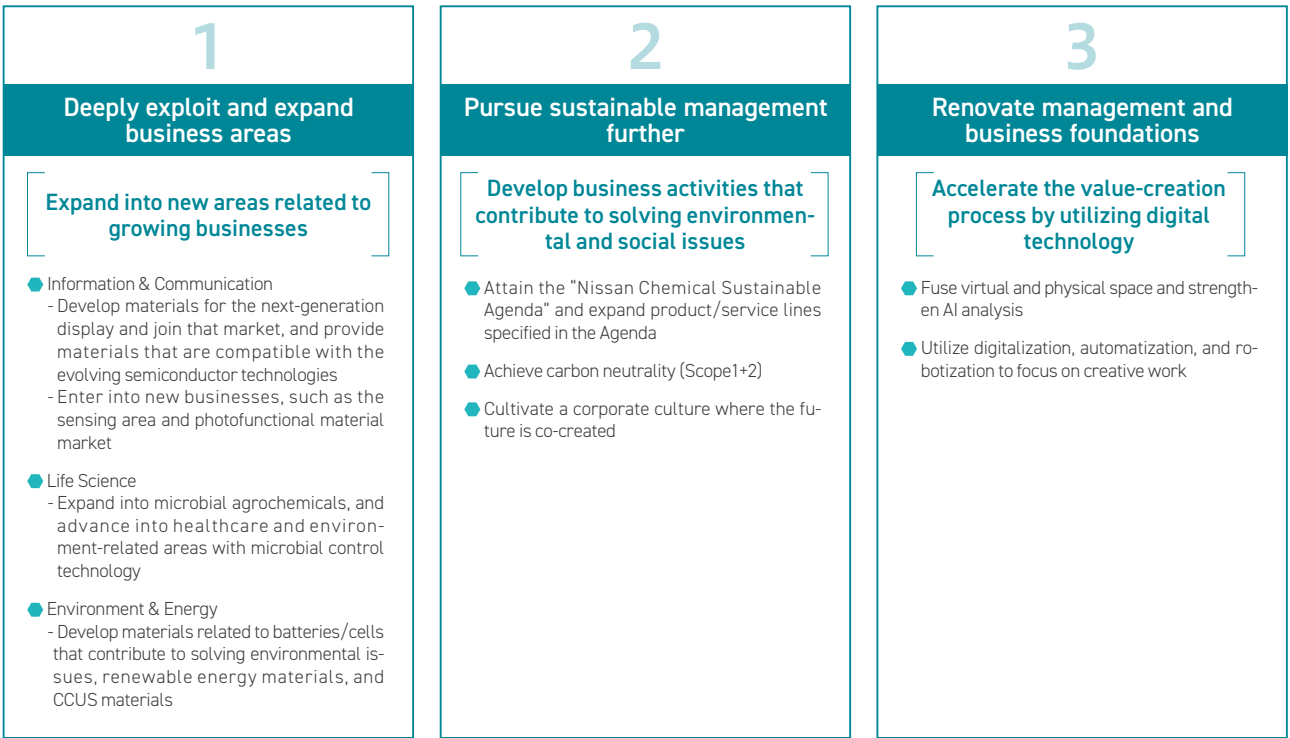 1
Deeply exploit and expand
business areas
Expand into new areas related to
growing businesses
Information & Communication
- Develop materials for the next-generation
display and join that market, and provide
materials that are compatible with the
evolving semiconductor technologies
- Enter into new businesses, such as the
sensing area and photofunctional material
market
Life Science
- Expand into microbial agrochemicals, and
advance into healthcare and environ-
ment-related areas with microbial control
technology
Environment & Energy
- Develop materials related to batteries/cells
that contribute to solving environmental is-
sues, renewable energy materials, and
CCUS materials
2
Pursue sustainable management
further
Develop business activities that
contribute to solving environmen-
tal and social issues
Attain the "Nissan Chemical Sustainable
Agenda" and expand product/service lines
specified in the Agenda
Achieve carbon neutrality (Scope1+2)
Cultivate a corporate culture where the fu-
ture is co-created
3
Renovate management and
business foundations
Accelerate the value-creation
process by utilizing digital
technology
Fuse virtual and physical space and strength-
en AI analysis
Utilize digitalization, automatization, and ro-
botization to focus on creative work